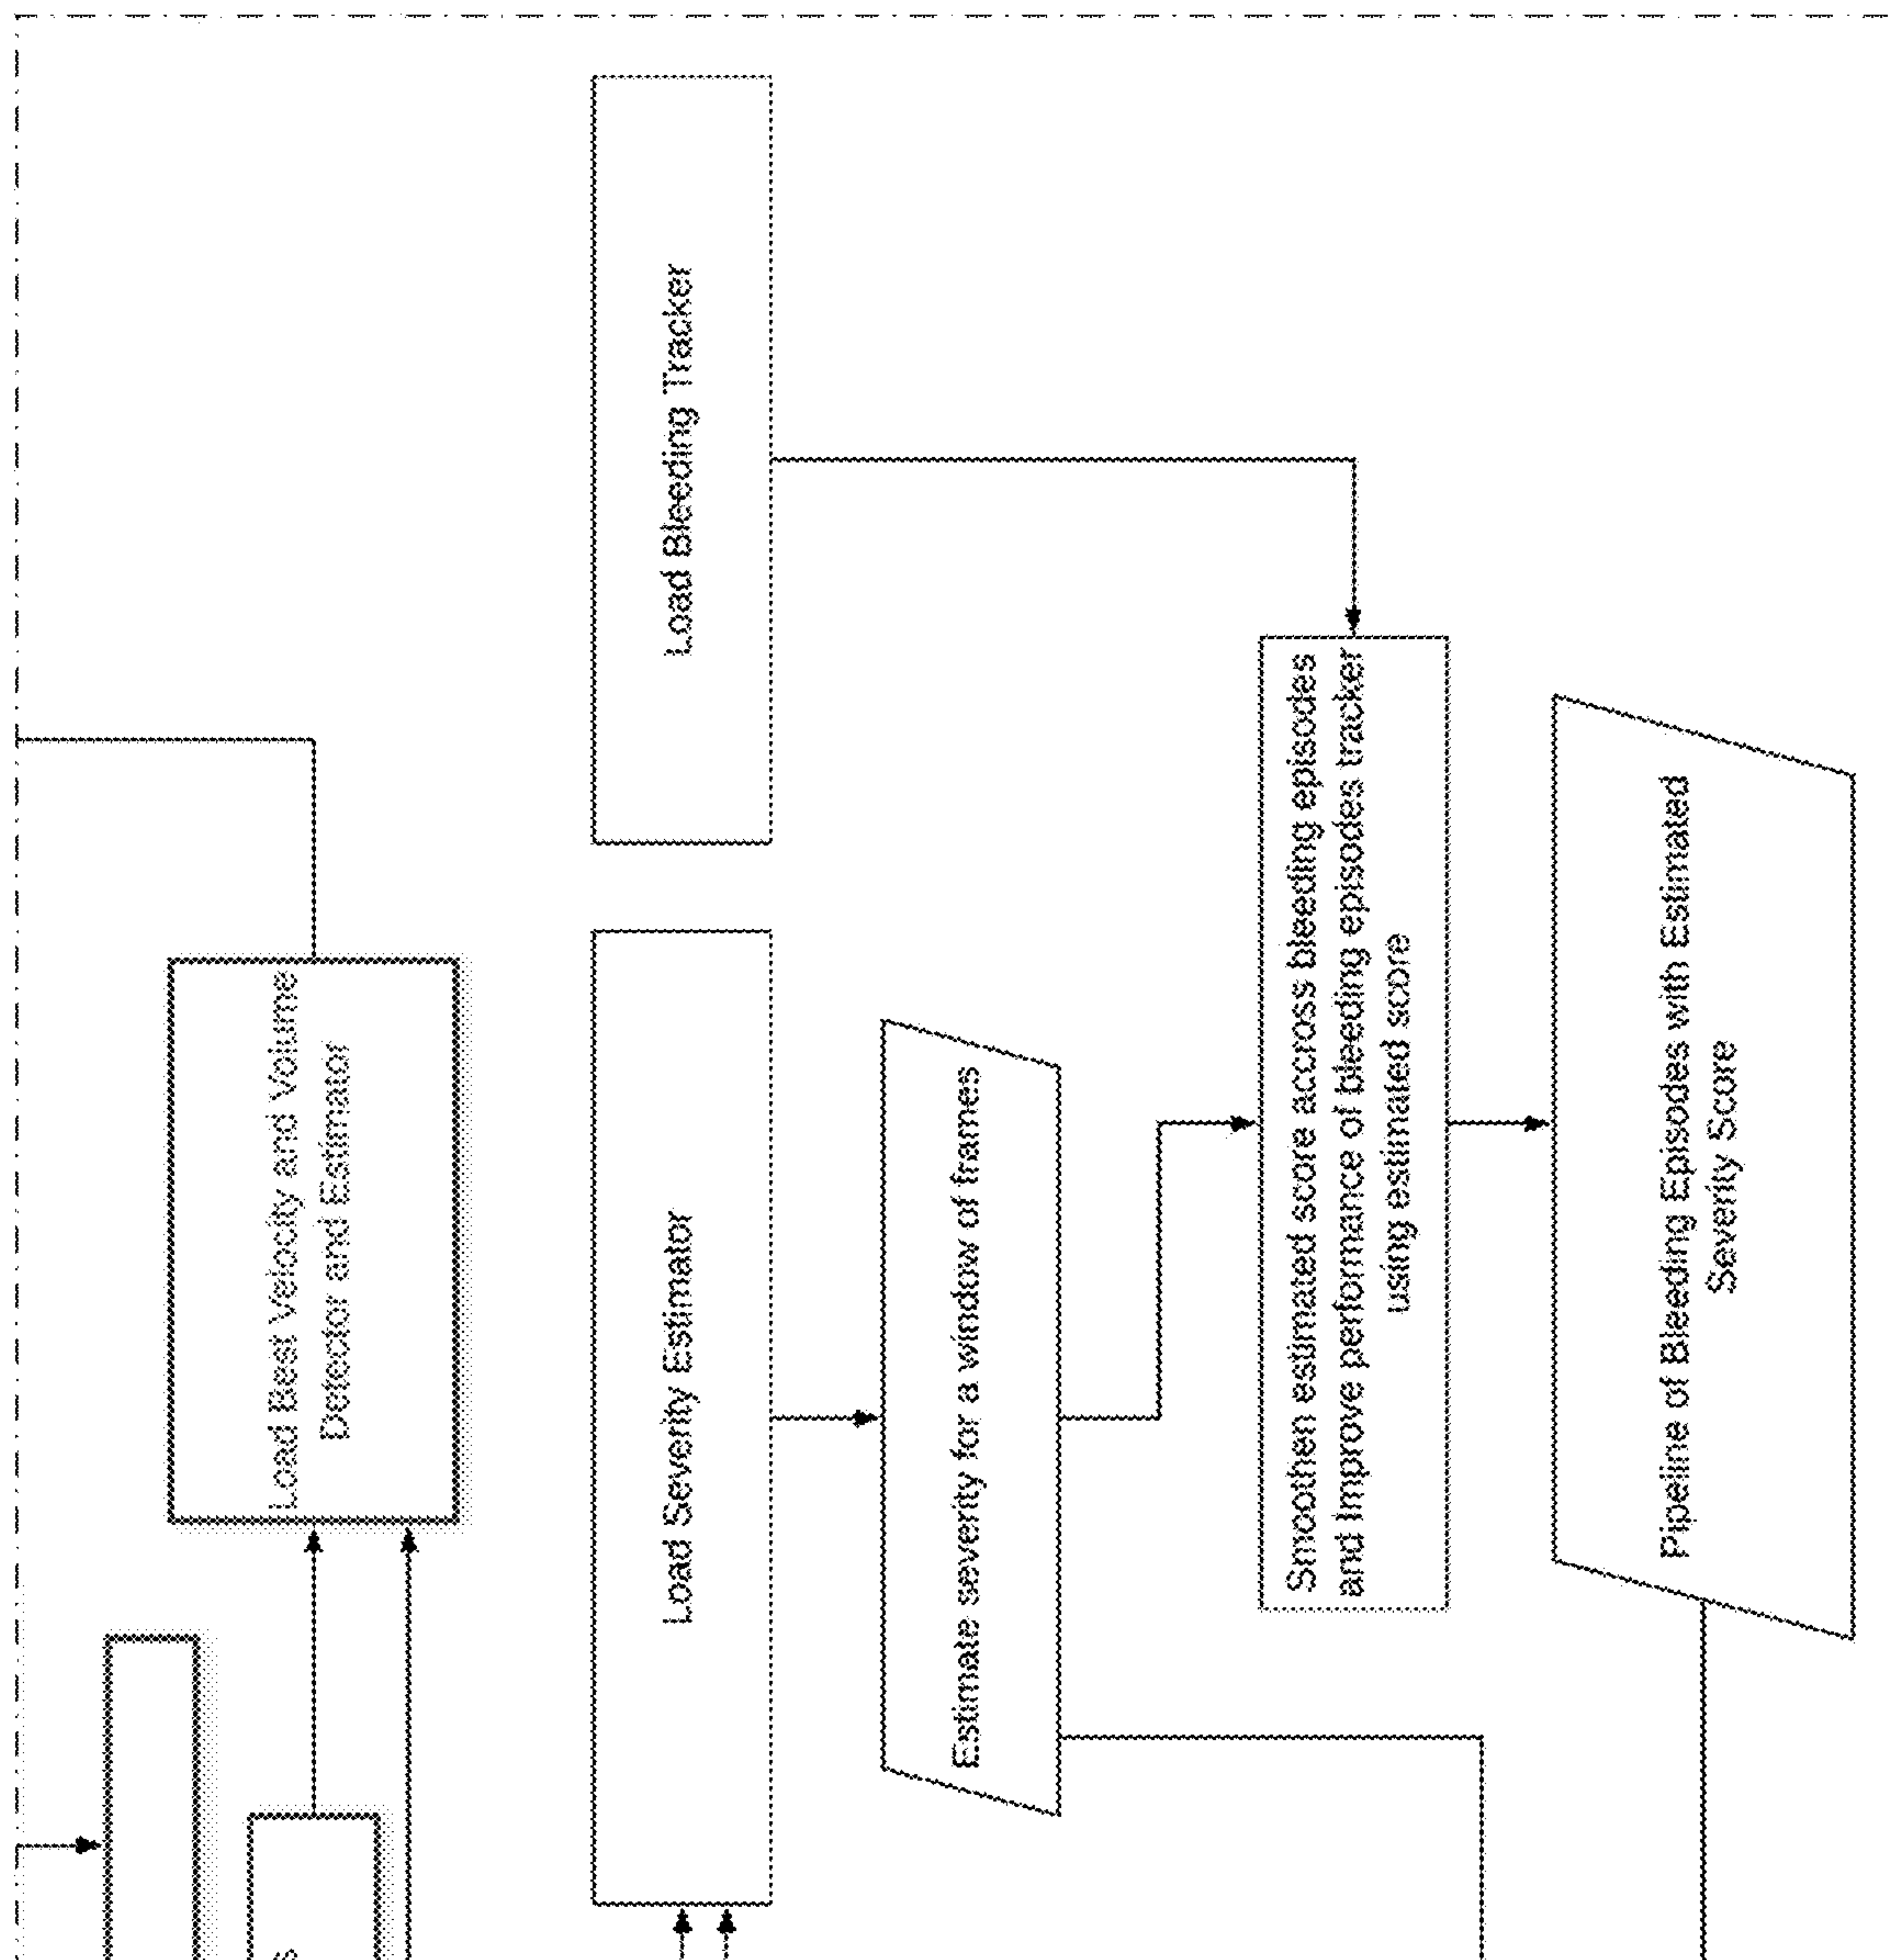 Load Best Velocity and Volume
Detector and Estimator
Load Severity Estimator
Load Bleeding Tracker
Estimate severity for a window of frames
Smoothen estimated score accross bleeding episodes
and Improve performance of bleeding episodes tracker
using estimated score
Pipeline of Bleeding Episodes with Estimated
Severity Score
s